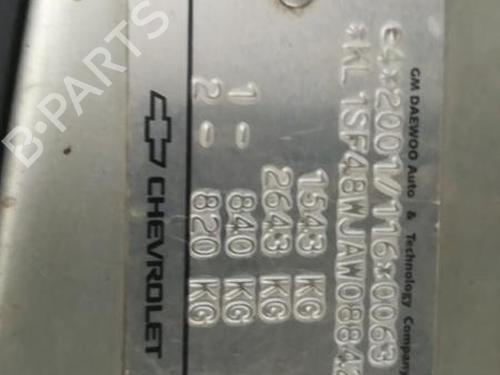 GM DAEWOO Auto & Technology Company
e4*2001/116*0063
*KL1SF48WJAW0884
1543 KG
2643 KG
1- 840 KG
2- 820 KG
CHEVROLET
B-PARTS